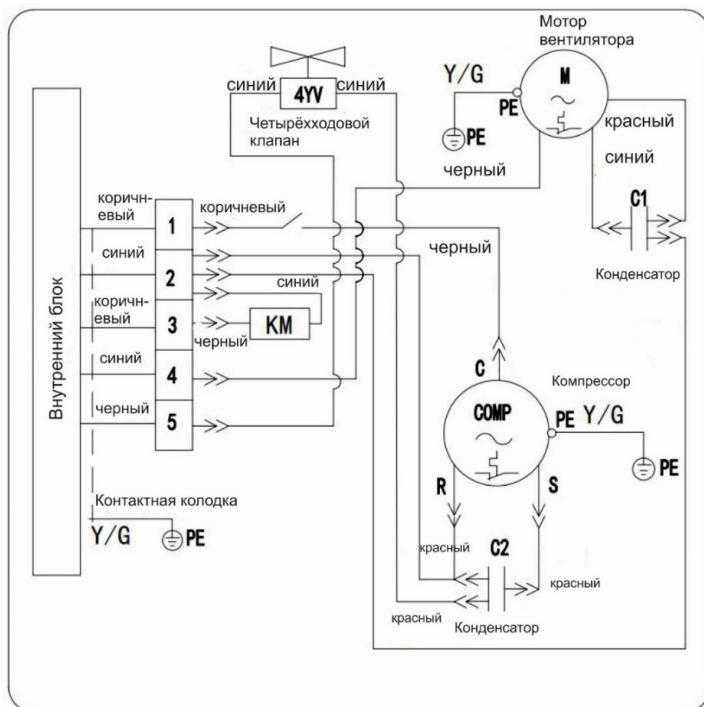 Мотор
вентилятора
синий
синий
4YV
Четырёхходовой
клапан
Y/G
PE
PE
M
красный
синий
черный
C1
Конденсатор
Внутренний блок
коричн-
евый
синий
коричн-
евый
синий
черный
1
2
3
4
5
коричневый
синий
черный
KM
черный
C
Компрессор
COMP
PE
Y/G
PE
R
S
Контактная колодка
Y/G
PE
красный
C2
красный
красный
Конденсатор